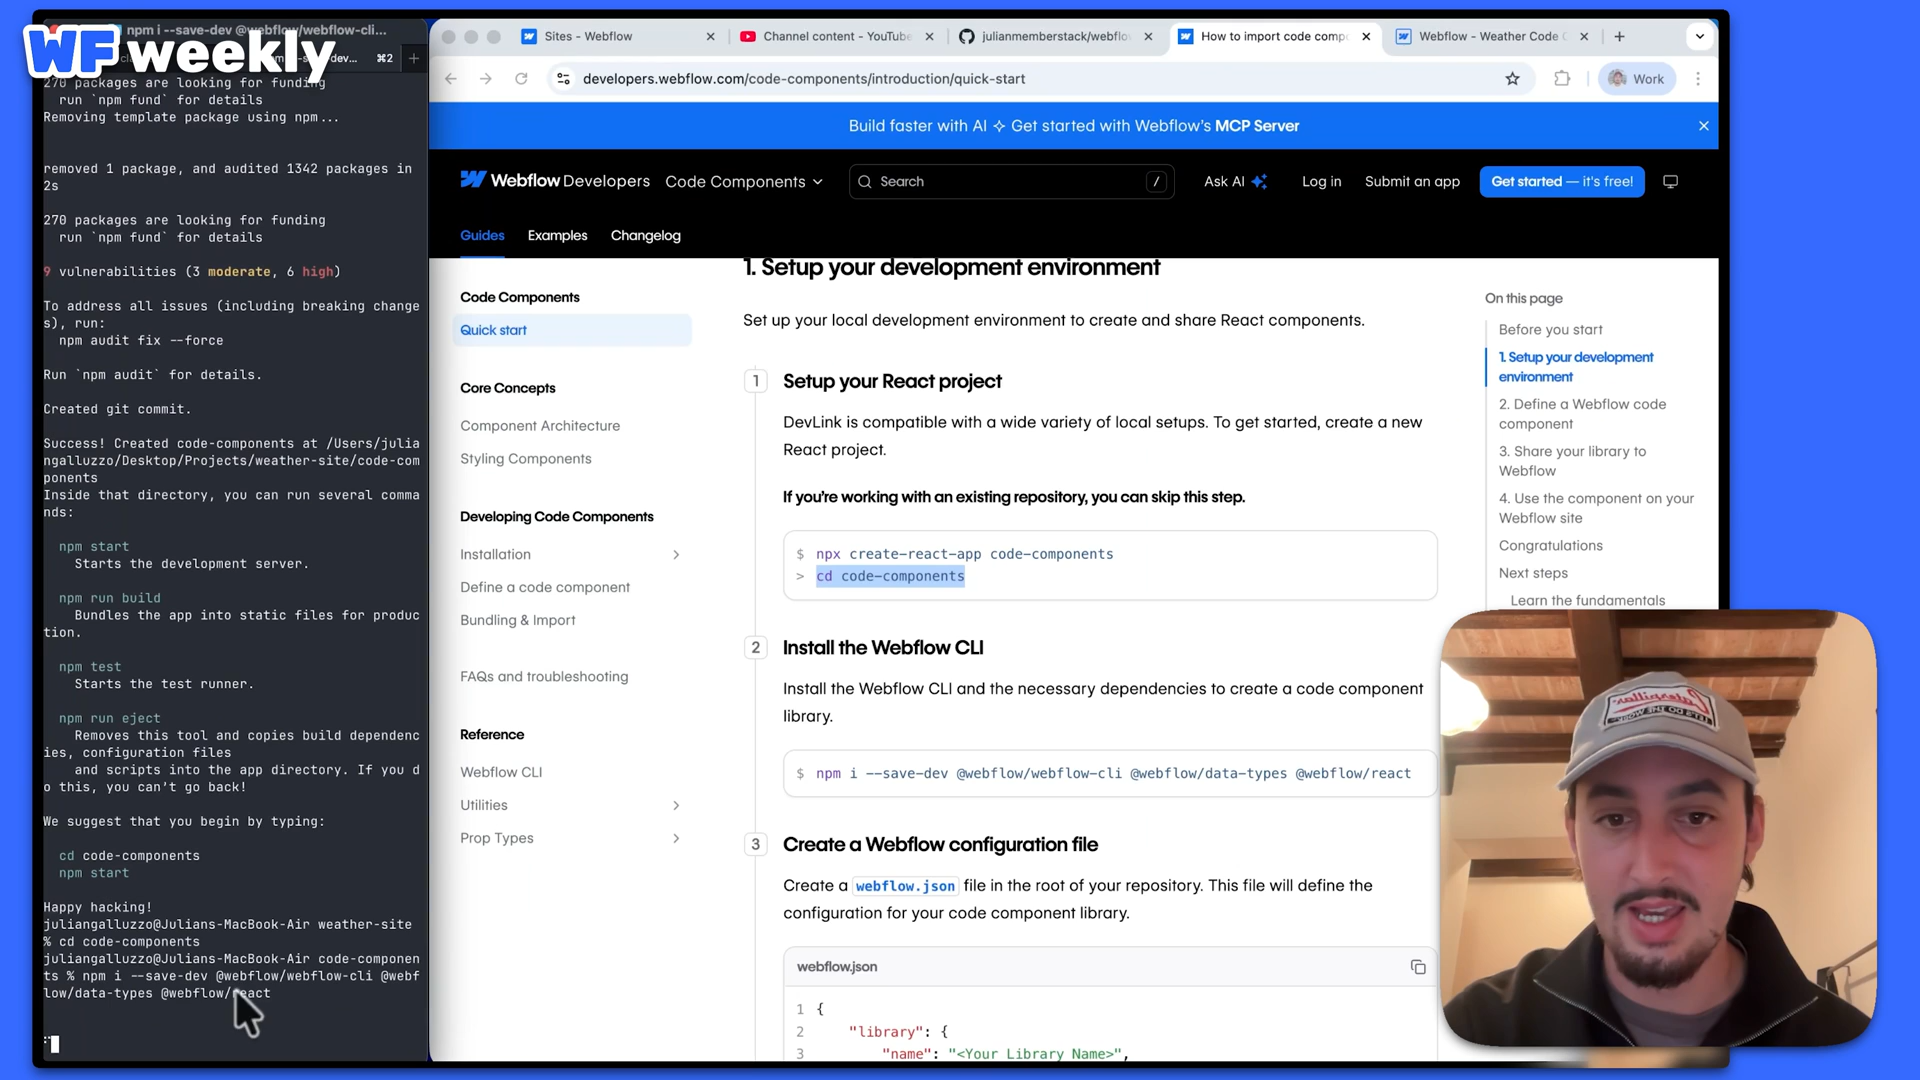 WF weekly
npm i --save-dev @webflow/webflow-cli...
dev...
⌘2
+
270 packages are looking for funding
run `npm fund` for details
Removing template package using npm...
removed 1 package, and audited 1342 packages in
2s
270 packages are looking for funding
run `npm fund` for details
9 vulnerabilities (3 moderate, 6 high)
To address all issues (including breaking change
s), run:
npm audit fix --force
Run `npm audit` for details.
Created git commit.
Success! Created code-components at /Users/julia
ngalluzzo/Desktop/Projects/weather-site/code-com
ponents
Inside that directory, you can run several comma
nds:
npm start
Starts the development server.
npm run build
Bundles the app into static files for produc
tion.
npm test
Starts the test runner.
npm run eject
Removes this tool and copies build dependenc
ies, configuration files
and scripts into the app directory. If you d
o this, you can't go back!
We suggest that you begin by typing:
cd code-components
npm start
Happy hacking!
juliangalluzzo@Julians-MacBook-Air weather-site
% cd code-components
juliangalluzzo@Julians-MacBook-Air code-componen
ts % npm i --save-dev @webflow/webflow-cli @webf
low/data-types @webflow/react
Sites - Webflow
Channel content - YouTube
julianmemberstack/webflo
How to import code comp
Webflow - Weather Code C
developers.webflow.com/code-components/introduction/quick-start
Work
Build faster with AI ✧ Get started with Webflow's MCP Server
Webflow Developers
Code Components
Search
/
Ask AI
Log in
Submit an app
Get started — it's free!
Guides
Examples
Changelog
Code Components
Quick start
Core Concepts
Component Architecture
Styling Components
Developing Code Components
Installation
Define a code component
Bundling & Import
FAQs and troubleshooting
Reference
Webflow CLI
Utilities
Prop Types
1. Setup your development environment
Set up your local development environment to create and share React components.
1
Setup your React project
DevLink is compatible with a wide variety of local setups. To get started, create a new
React project.
If you're working with an existing repository, you can skip this step.
$ npx create-react-app code-components
> cd code-components
2
Install the Webflow CLI
Install the Webflow CLI and the necessary dependencies to create a code component
library.
$ npm i --save-dev @webflow/webflow-cli @webflow/data-types @webflow/react
3
Create a Webflow configuration file
Create a webflow.json file in the root of your repository. This file will define the
configuration for your code component library.
webflow.json
1 {
2 "library": {
3 "name": "<Your Library Name>",
On this page
Before you start
1. Setup your development
environment
2. Define a Webflow code
component
3. Share your library to
Webflow
4. Use the component on your
Webflow site
Congratulations
Next steps
Learn the fundamentals